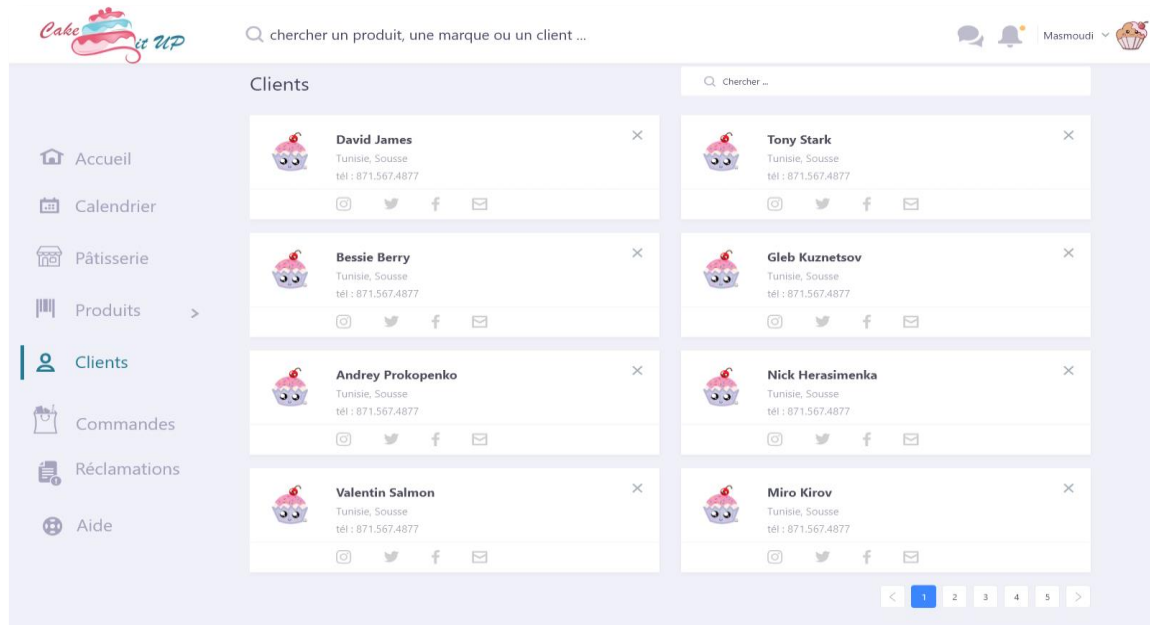 Cake it UP
chercher un produit, une marque ou un client ...
Masmoudi
Clients
Chercher ...
Accueil
Calendrier
Pâtisserie
Produits
Clients
Commandes
Réclamations
Aide
David James
Tunisie, Sousse
tél : 871.567.4877
Tony Stark
Tunisie, Sousse
tél : 871.567.4877
Bessie Berry
Tunisie, Sousse
tél : 871.567.4877
Gleb Kuznetsov
Tunisie, Sousse
tél : 871.567.4877
Andrey Prokopenko
Tunisie, Sousse
tél : 871.567.4877
Nick Herasimenka
Tunisie, Sousse
tél : 871.567.4877
Valentin Salmon
Tunisie, Sousse
tél : 871.567.4877
Miro Kirov
Tunisie, Sousse
tél : 871.567.4877
< 1 2 3 4 5 >